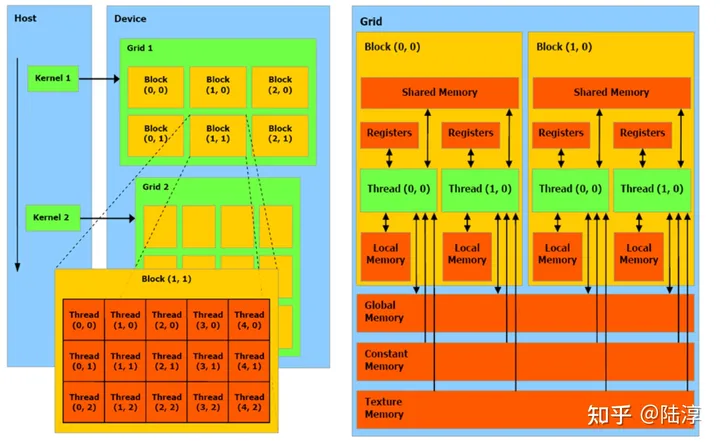 Host
Device
Grid 1
Kernel 1
Block
(0, 0)
Block
(1, 0)
Block
(2, 0)
Block
(0, 1)
Block
(1, 1)
Block
(2, 1)
Grid 2
Kernel 2
Block (1, 1)
Thread
(0, 0)
Thread
(1, 0)
Thread
(2, 0)
Thread
(3, 0)
Thread
(4, 0)
Thread
(0, 1)
Thread
(1, 1)
Thread
(2, 1)
Thread
(3, 1)
Thread
(4, 1)
Thread
(0, 2)
Thread
(1, 2)
Thread
(2, 2)
Thread
(3, 2)
Thread
(4, 2)
Grid
Block (0, 0)
Shared Memory
Registers
Registers
Thread (0, 0)
Thread (1, 0)
Local
Memory
Local
Memory
Block (1, 0)
Shared Memory
Registers
Registers
Thread (0, 0)
Thread (1, 0)
Local
Memory
Local
Memory
Global
Memory
Constant
Memory
Texture
Memory
知乎 @陆淳